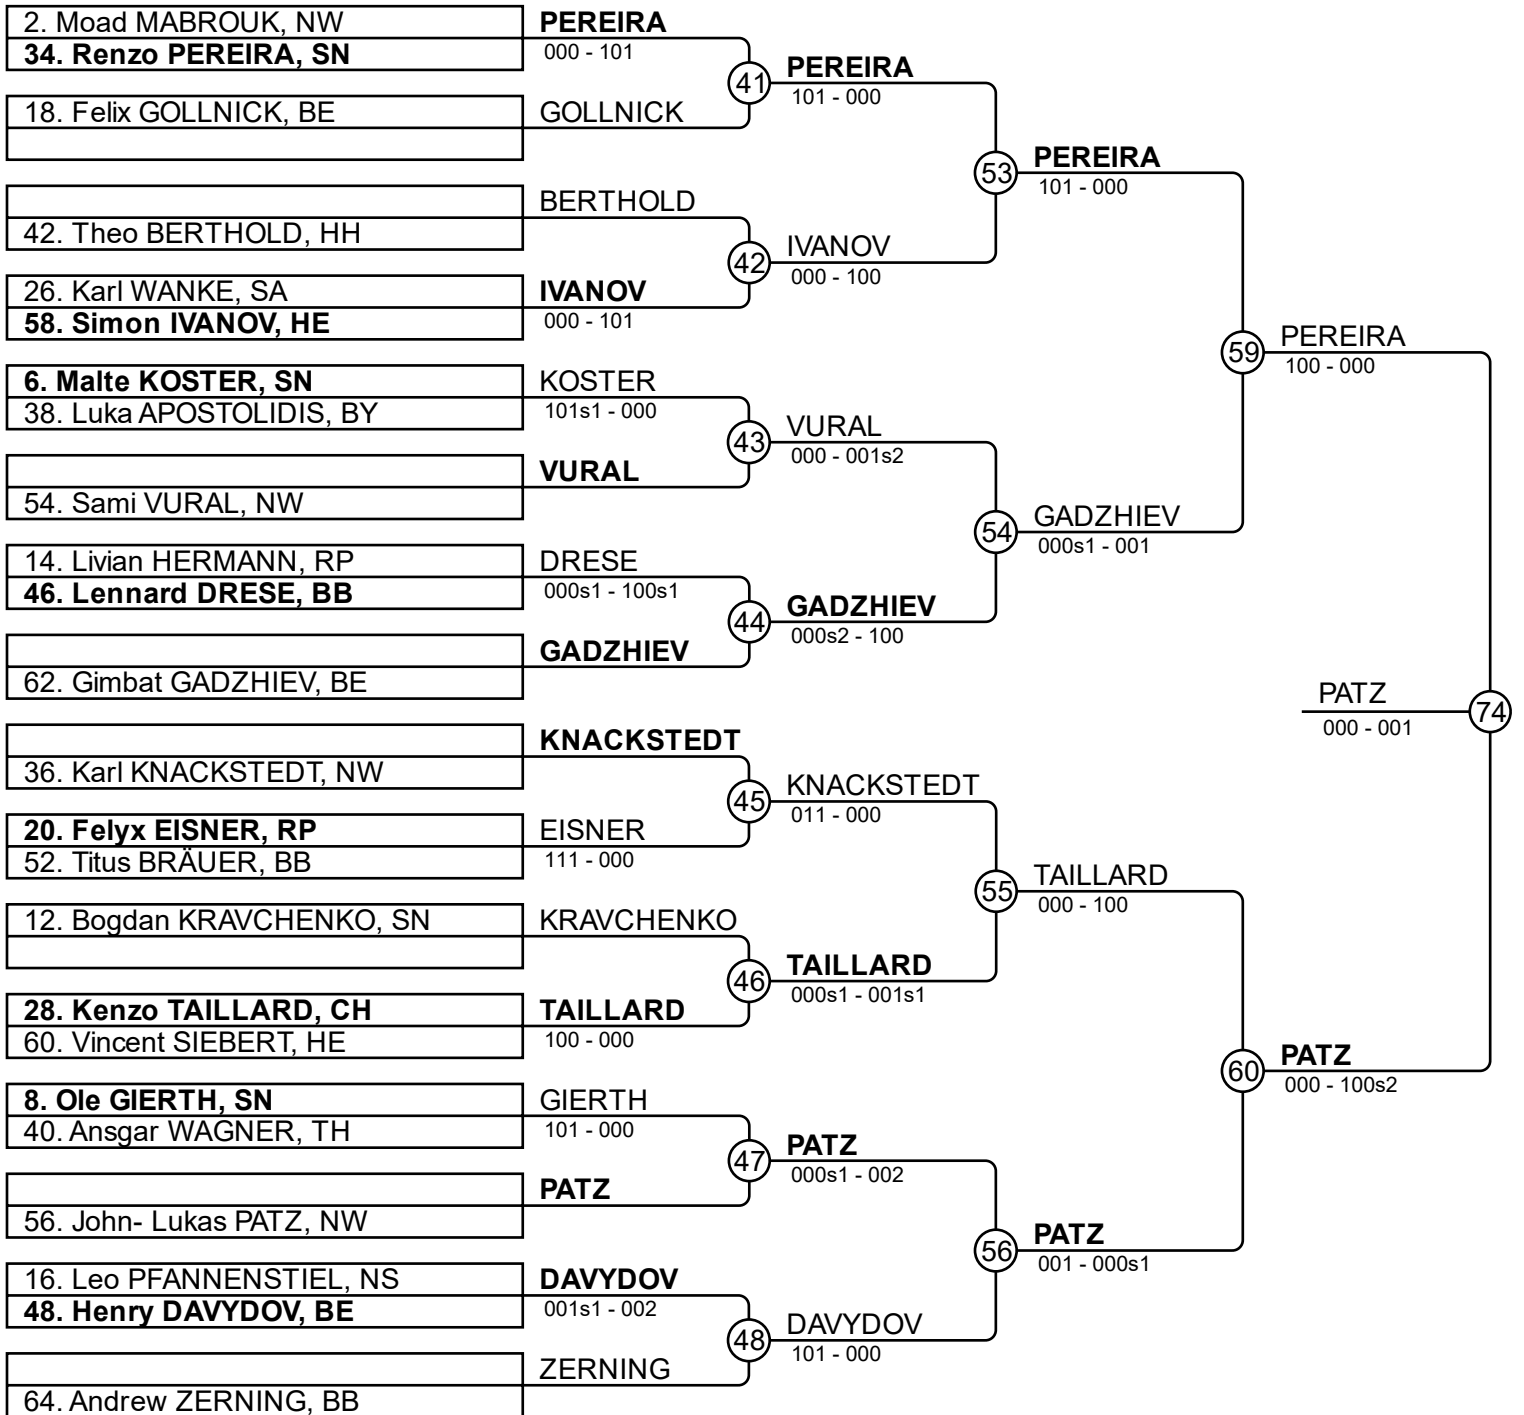 2. Moad MABROUK, NW
34. Renzo PEREIRA, SN
18. Felix GOLLNICK, BE
42. Theo BERTHOLD, HH
26. Karl WANKE, SA
58. Simon IVANOV, HE
6. Malte KOSTER, SN
38. Luka APOSTOLIDIS, BY
54. Sami VURAL, NW
14. Livian HERMANN, RP
46. Lennard DRESE, BB
62. Gimbat GADZHIEV, BE
36. Karl KNACKSTEDT, NW
20. Felyx EISNER, RP
52. Titus BRÄUER, BB
12. Bogdan KRAVCHENKO, SN
28. Kenzo TAILLARD, CH
60. Vincent SIEBERT, HE
8. Ole GIERTH, SN
40. Ansgar WAGNER, TH
56. John- Lukas PATZ, NW
16. Leo PFANNENSTIEL, NS
48. Henry DAVYDOV, BE
64. Andrew ZERNING, BB
PEREIRA
000 - 101
GOLLNICK
BERTHOLD
IVANOV
000 - 101
KOSTER
101s1 - 000
VURAL
DRESE
000s1 - 100s1
GADZHIEV
KNACKSTEDT
EISNER
111 - 000
KRAVCHENKO
TAILLARD
100 - 000
GIERTH
101 - 000
PATZ
DAVYDOV
001s1 - 002
ZERNING
41
42
43
44
45
46
47
48
PEREIRA
101 - 000
IVANOV
000 - 100
VURAL
000 - 001s2
GADZHIEV
000s2 - 100
KNACKSTEDT
011 - 000
TAILLARD
000s1 - 001s1
PATZ
000s1 - 002
DAVYDOV
101 - 000
53
54
55
56
PEREIRA
101 - 000
GADZHIEV
000s1 - 001
TAILLARD
000 - 100
PATZ
001 - 000s1
59
60
PEREIRA
100 - 000
PATZ
000 - 100s2
PATZ
000 - 001
74